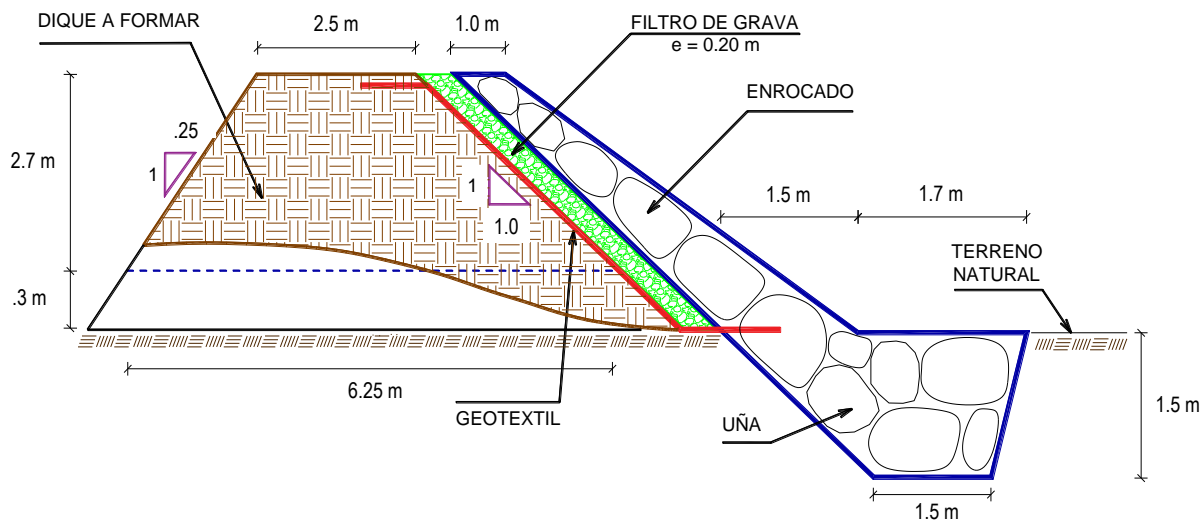 DIQUE A FORMAR
2.5 m
1.0 m
FILTRO DE GRAVA
e = 0.20 m
ENROCADO
.25
1
2.7 m
1
1.0
1.5 m
1.7 m
TERRENO
NATURAL
.3 m
6.25 m
GEOTEXTIL
UÑA
1.5 m
1.5 m